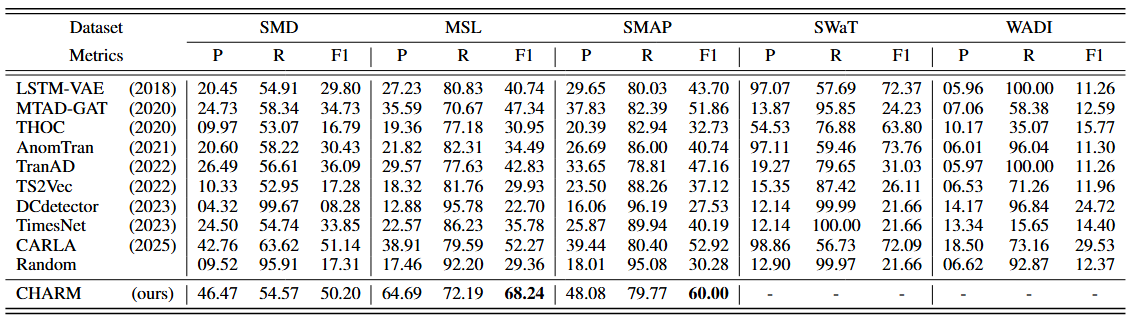 Dataset SMD MSL SMAP SWaT WADI
Metrics P R F1 P R F1 P R F1 P R F1 P R F1
LSTM-VAE (2018) 20.45 54.91 29.80 27.23 80.83 40.74 29.65 80.03 43.70 97.07 57.69 72.37 05.96 100.00 11.26
MTAD-GAT (2020) 24.73 58.34 34.73 35.59 70.67 47.34 37.83 82.39 51.86 13.87 95.85 24.23 07.06 58.38 12.59
THOC (2020) 09.97 53.07 16.79 19.36 77.18 30.95 20.39 82.94 32.73 54.53 76.88 63.80 10.17 35.07 15.77
AnomTran (2021) 20.60 58.22 30.43 21.82 82.31 34.49 26.69 86.00 40.74 97.11 59.46 73.76 06.01 96.04 11.30
TranAD (2022) 26.49 56.61 36.09 29.57 77.63 42.83 33.65 78.81 47.16 19.27 79.65 31.03 05.97 100.00 11.26
TS2Vec (2022) 10.33 52.95 17.28 18.32 81.76 29.93 23.50 88.26 37.12 15.35 87.42 26.11 06.53 71.26 11.96
DCdetector (2023) 04.32 99.67 08.28 12.88 95.78 22.70 16.06 96.19 27.53 12.14 99.99 21.66 14.17 96.84 24.72
TimesNet (2023) 24.50 54.74 33.85 22.57 86.23 35.78 25.87 89.94 40.19 12.14 100.00 21.66 13.34 15.65 14.40
CARLA (2025) 42.76 63.62 51.14 38.91 79.59 52.27 39.44 80.40 52.92 98.86 56.73 72.09 18.50 73.16 29.53
Random 09.52 95.91 17.31 17.46 92.20 29.36 18.01 95.08 30.28 12.90 99.97 21.66 06.62 92.87 12.37
CHARM (ours) 46.47 54.57 50.20 64.69 72.19 68.24 48.08 79.77 60.00 - - - - - -